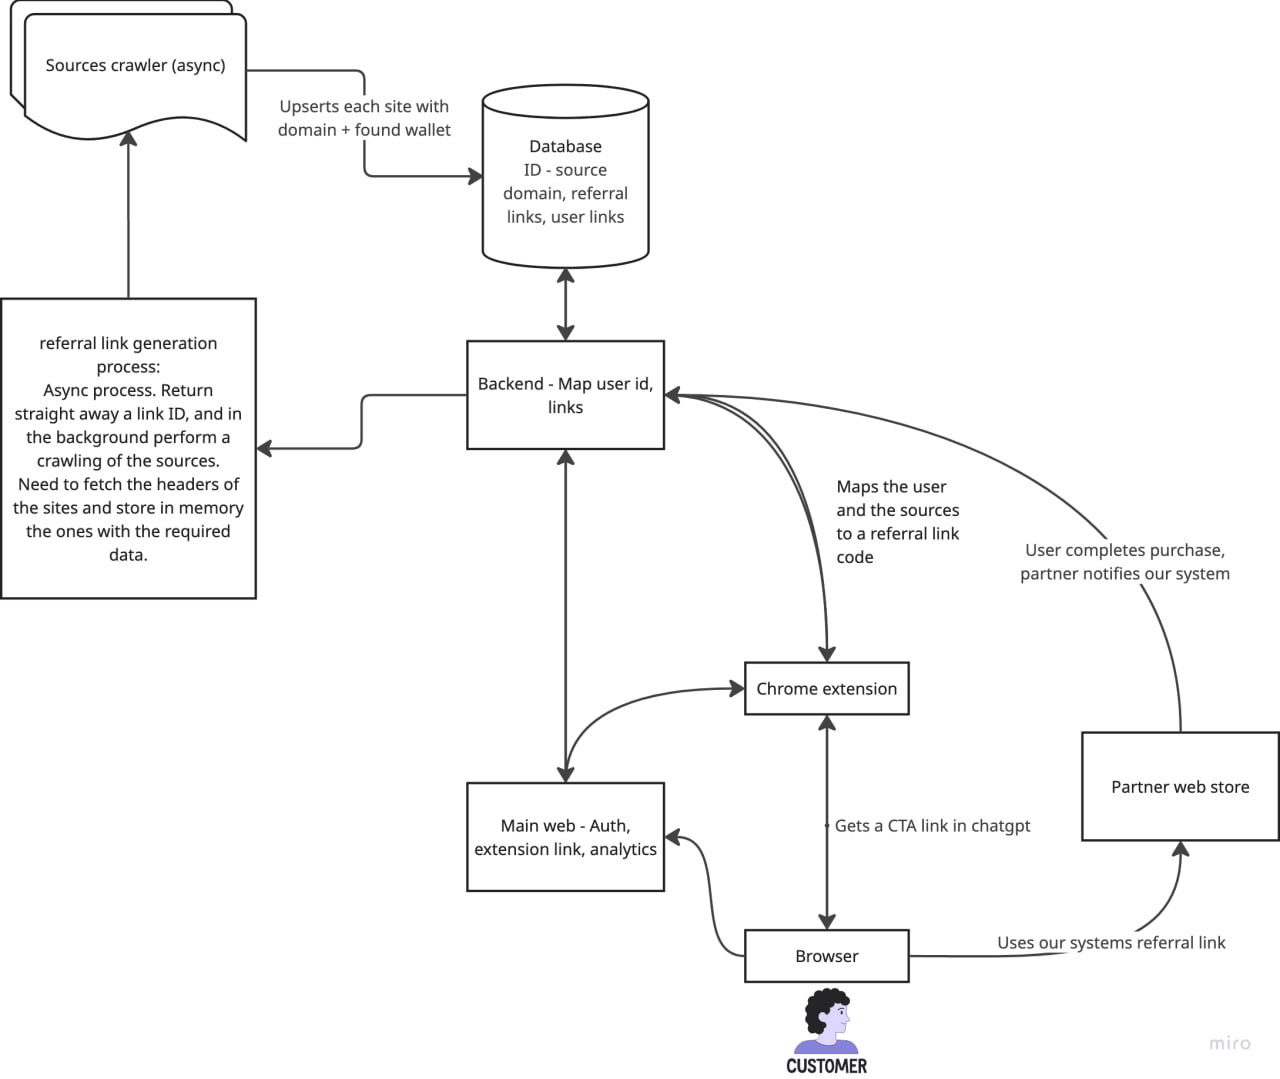 Sources crawler (async)
Upserts each site with
domain + found wallet
Database
ID - source
domain, referral
links, user links
referral link generation
process:
Async process. Return
straight away a link ID, and in
the background perform a
crawling of the sources.
Need to fetch the headers of
the sites and store in memory
the ones with the required
data.
Backend - Map user id,
links
Maps the user
and the sources
to a referral link
code
User completes purchase,
partner notifies our system
Chrome extension
Partner web store
Main web - Auth,
extension link, analytics
Gets a CTA link in chatgpt
Uses our systems referral link
Browser
CUSTOMER
miro